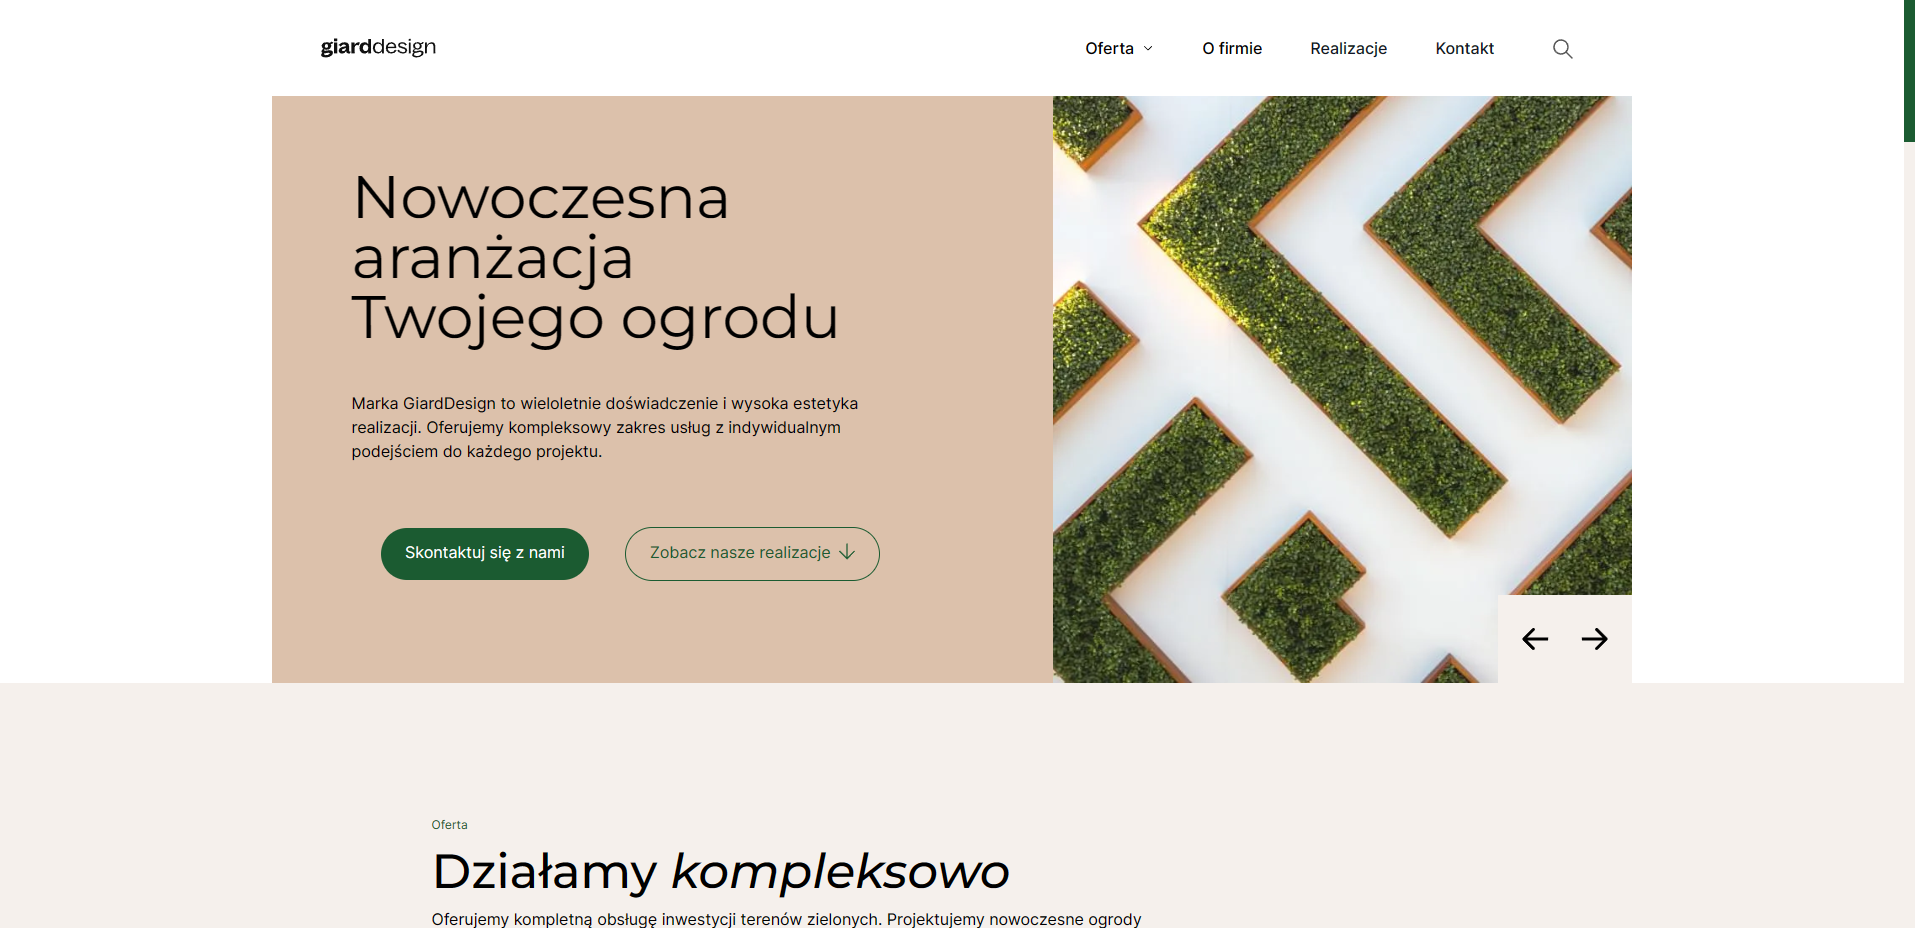 giarddesign
Oferta
O firmie
Realizacje
Kontakt
Nowoczesna
aranżacja
Twojego ogrodu
Marka GiardDesign to wieloletnie doświadczenie i wysoka estetyka
realizacji. Oferujemy kompleksowy zakres usług z indywidualnym
podejściem do każdego projektu.
Skontaktuj się z nami
Zobacz nasze realizacje
Oferta
Działamy kompleksowo
Oferujemy kompletną obsługę inwestycji terenów zielonych. Projektujemy nowoczesne ogrody